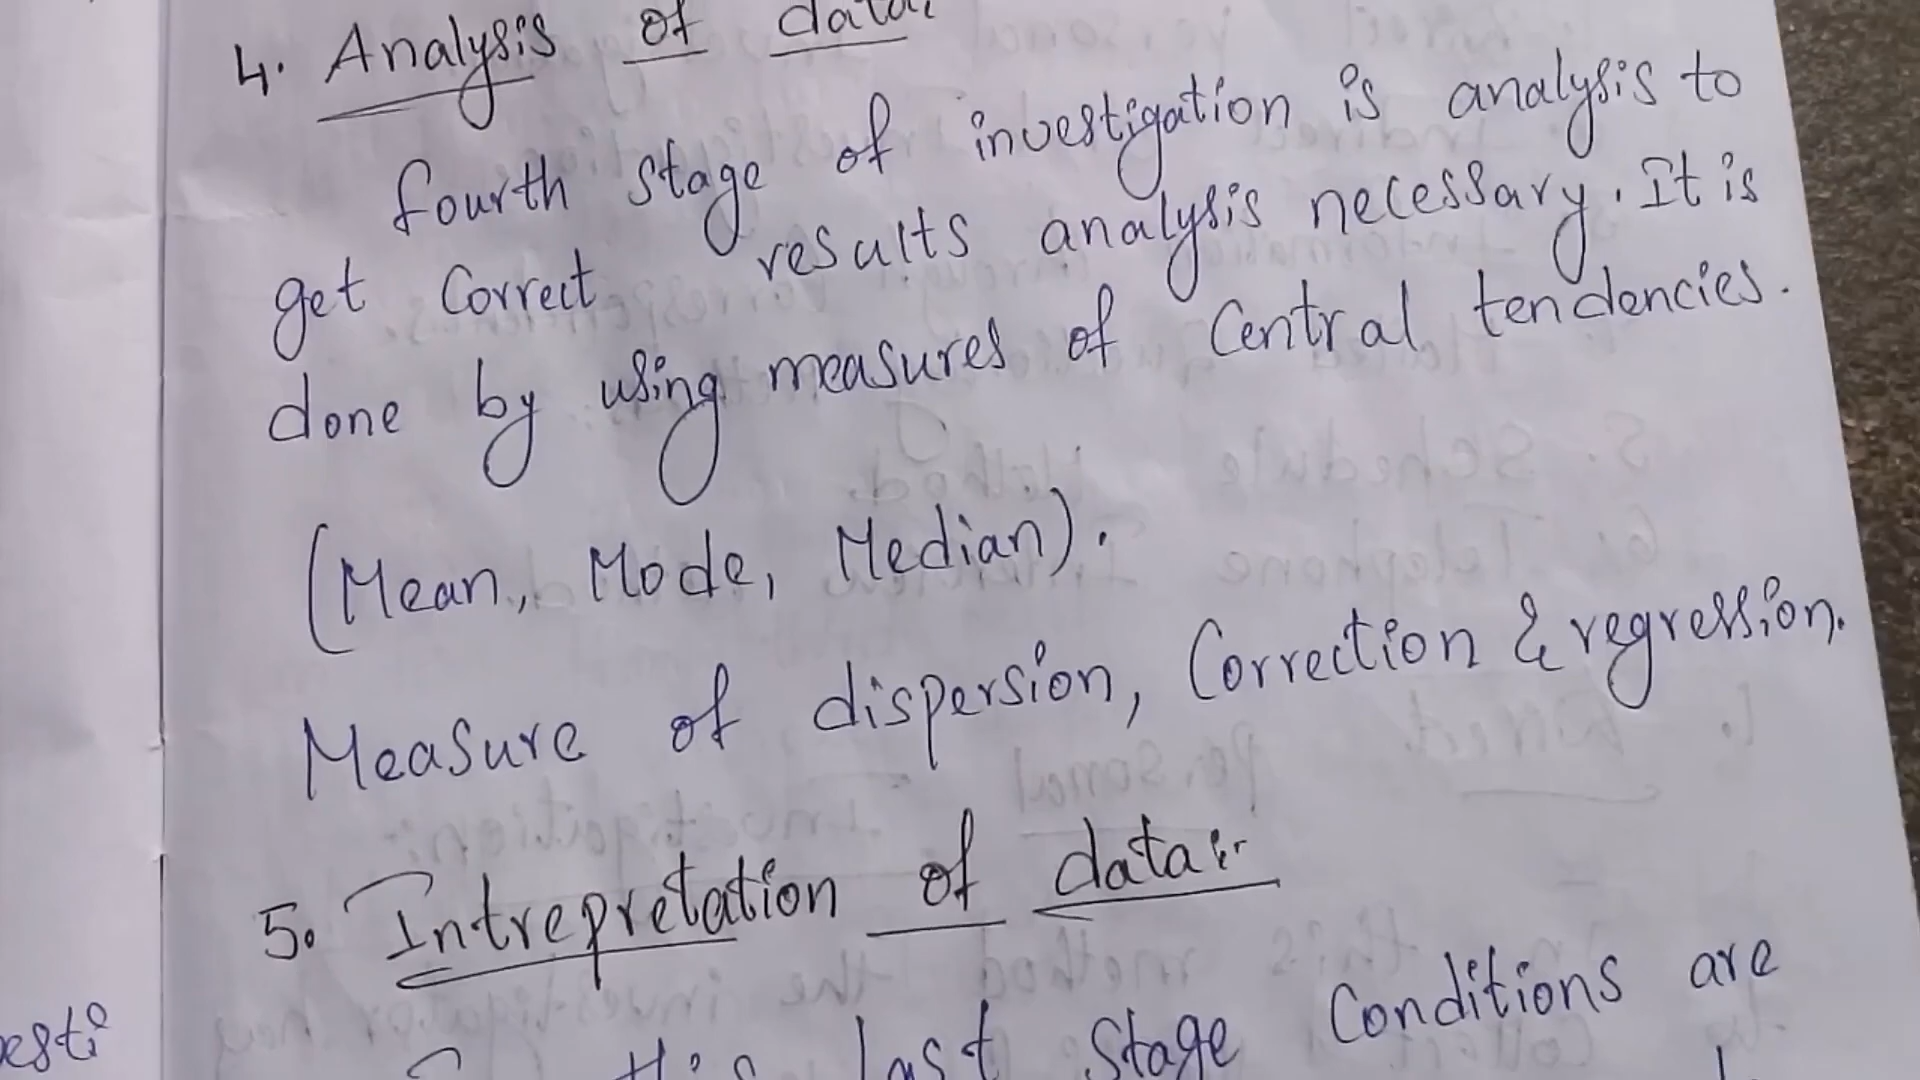 4. Analysis of data:
fourth stage of investigation is analysis to
get Correct results analysis necessary. It is
done by using measures of Central tendencies.
(Mean, Mode, Median).
Measure of dispersion, Correction & regression.
5. Intrepretation of data:-
last stage Conditions are
esti